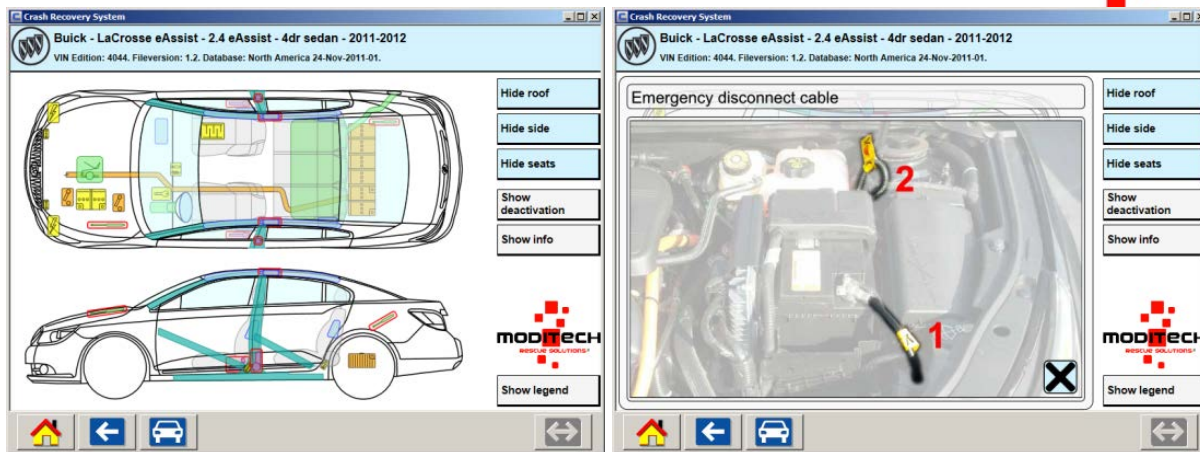 Crash Recovery System
Buick - LaCrosse eAssist - 2.4 eAssist - 4dr sedan - 2011-2012
VIN Edition: 4044. Fileversion: 1.2. Database: North America 24-Nov-2011-01.
Hide roof
Hide side
Hide seats
Show
deactivation
Show info
MODITECH
RESCUE SOLUTIONS
Show legend
Crash Recovery System
Buick - LaCrosse eAssist - 2.4 eAssist - 4dr sedan - 2011-2012
VIN Edition: 4044. Fileversion: 1.2. Database: North America 24-Nov-2011-01.
Emergency disconnect cable
2
1
Hide roof
Hide side
Hide seats
Show
deactivation
Show info
MODITECH
RESCUE SOLUTIONS
Show legend